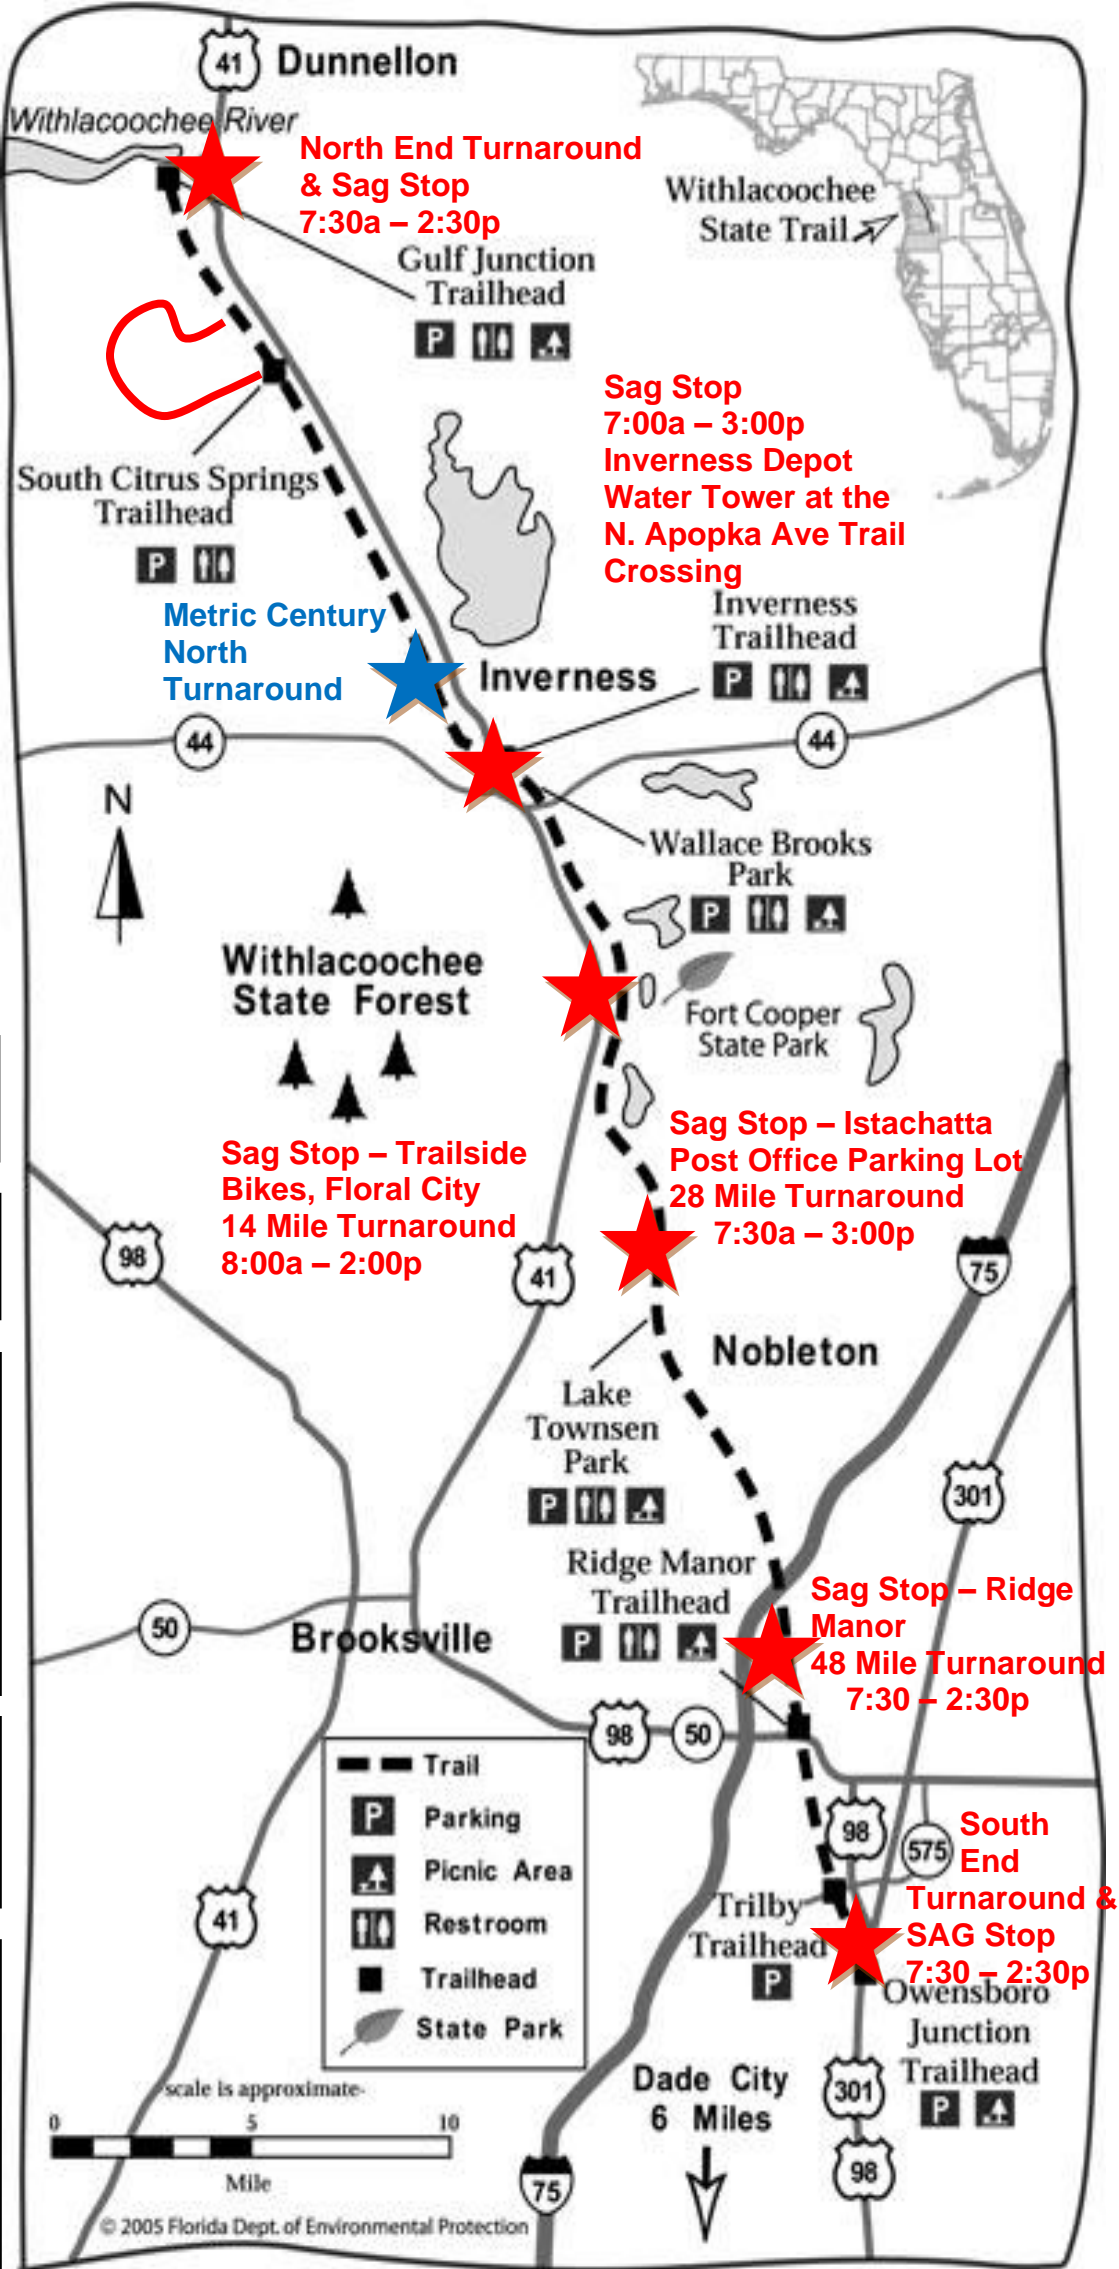 41
Dunnellon
Withlacoochee River
North End Turnaround
& Sag Stop
7:30a – 2:30p
Gulf Junction
Trailhead
P
Withlacoochee
State Trail
Sag Stop
7:00a – 3:00p
Inverness Depot
Water Tower at the
N. Apopka Ave Trail
Crossing
South Citrus Springs
Trailhead
P
Metric Century
North
Turnaround
Inverness
Trailhead
P
Inverness
44
44
N
Wallace Brooks
Park
P
Withlacoochee
State Forest
Fort Cooper
State Park
Sag Stop – Trailside
Bikes, Floral City
14 Mile Turnaround
8:00a – 2:00p
Sag Stop – Istachatta
Post Office Parking Lot
28 Mile Turnaround
7:30a – 3:00p
98
41
75
Nobleton
Lake
Townsen
Park
P
301
Ridge Manor
Trailhead
P
Sag Stop – Ridge
Manor
48 Mile Turnaround
7:30 – 2:30p
50
Brooksville
98
50
Trail
P
Parking
Picnic Area
Restroom
Trailhead
State Park
98
575
South
End
Turnaround &
SAG Stop
7:30 – 2:30p
41
Trilby
Trailhead
P
Owensboro
Junction
Trailhead
P
scale is approximate-
0
5
10
Mile
Dade City
6 Miles
301
98
75
© 2005 Florida Dept. of Environmental Protection